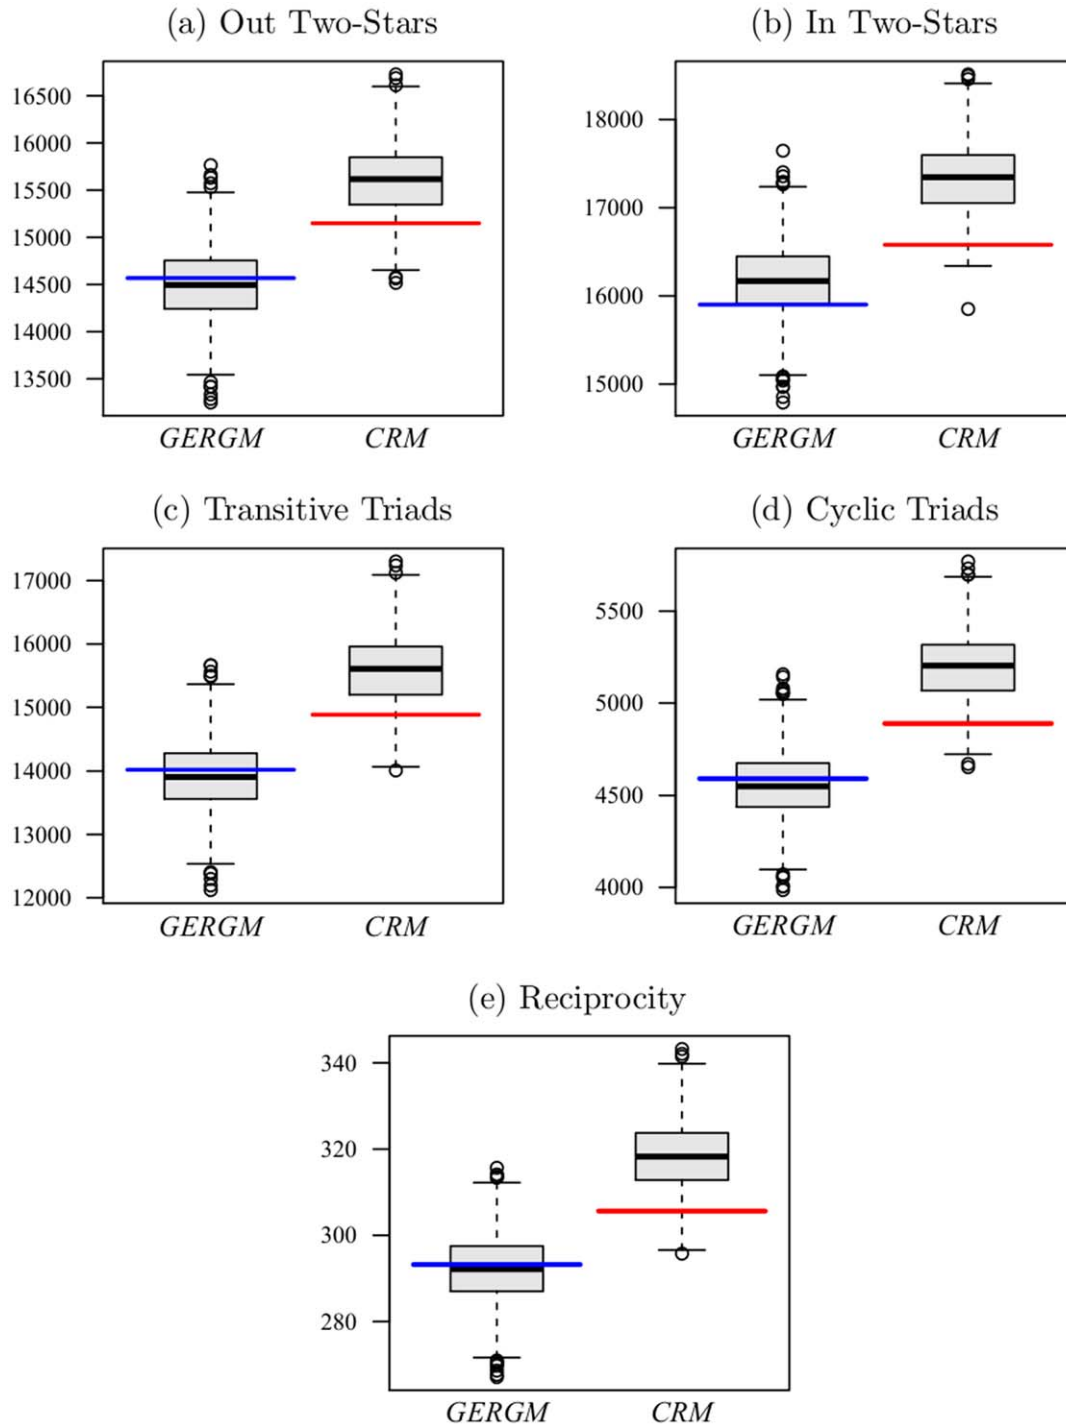 (a) Out Two-Stars
16500
16000
15500
15000
14500
14000
13500
GERGM CRM
(b) In Two-Stars
18000
17000
16000
15000
GERGM CRM
(c) Transitive Triads
17000
16000
15000
14000
13000
12000
GERGM CRM
(d) Cyclic Triads
5500
5000
4500
4000
GERGM CRM
(e) Reciprocity
340
320
300
280
GERGM CRM